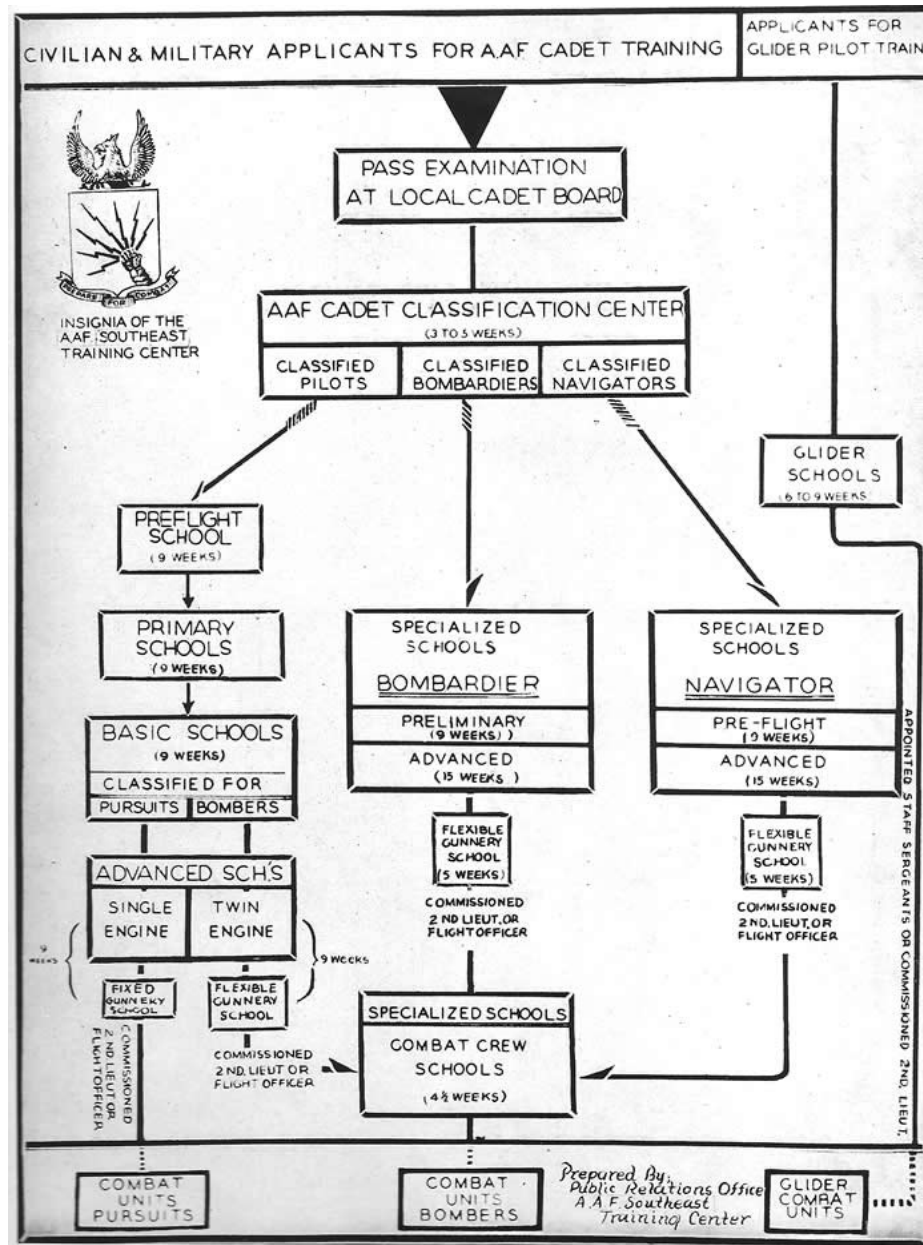 CIVILIAN & MILITARY APPLICANTS FOR A.A.F. CADET TRAINING
APPLICANTS FOR
GLIDER PILOT TRAIN
PASS EXAMINATION
AT LOCAL CADET BOARD
PREPARE FOR COMBAT
INSIGNIA OF THE
AAF SOUTHEAST
TRAINING CENTER
AAF CADET CLASSIFICATION CENTER
(3 TO 5 WEEKS)
CLASSIFIED
PILOTS
CLASSIFIED
BOMBARDIERS
CLASSIFIED
NAVIGATORS
GLIDER
SCHOOLS
(6 TO 9 WEEKS)
PREFLIGHT
SCHOOL
(9 WEEKS)
PRIMARY
SCHOOLS
(9 WEEKS)
BASIC SCHOOLS
(9 WEEKS)
CLASSIFIED FOR
PURSUITS
BOMBERS
ADVANCED SCH'S
SINGLE
ENGINE
TWIN
ENGINE
9
WEEKS
9 WEEKS
FIXED
GUNNERY
SCHOOL
FLEXIBLE
GUNNERY
SCHOOL
COMMISSIONED
2ND. LIEUT OR
FLIGHT OFFICER
COMMISSIONED
2ND. LIEUT OR
FLIGHT OFFICER
SPECIALIZED
SCHOOLS
BOMBARDIER
PRELIMINARY
(9 WEEKS)
ADVANCED
(15 WEEKS)
FLEXIBLE
GUNNERY
SCHOOL
(5 WEEKS)
COMMISSIONED
2ND LIEUT. OR
FLIGHT OFFICER
SPECIALIZED
SCHOOLS
NAVIGATOR
PRE-FLIGHT
(9 WEEKS)
ADVANCED
(15 WEEKS)
FLEXIBLE
GUNNERY
SCHOOL
(5 WEEKS)
COMMISSIONED
2ND LIEUT. OR
FLIGHT OFFICER
SPECIALIZED SCHOOLS
COMBAT CREW
SCHOOLS
(4½ WEEKS)
APPOINTED STAFF SERGEANTS OR COMMISSIONED 2ND. LIEUT.
COMBAT
UNITS
PURSUITS
COMBAT
UNITS
BOMBERS
Prepared By:
Public Relations Office
A.A.F. Southeast
Training Center
GLIDER
COMBAT
UNITS